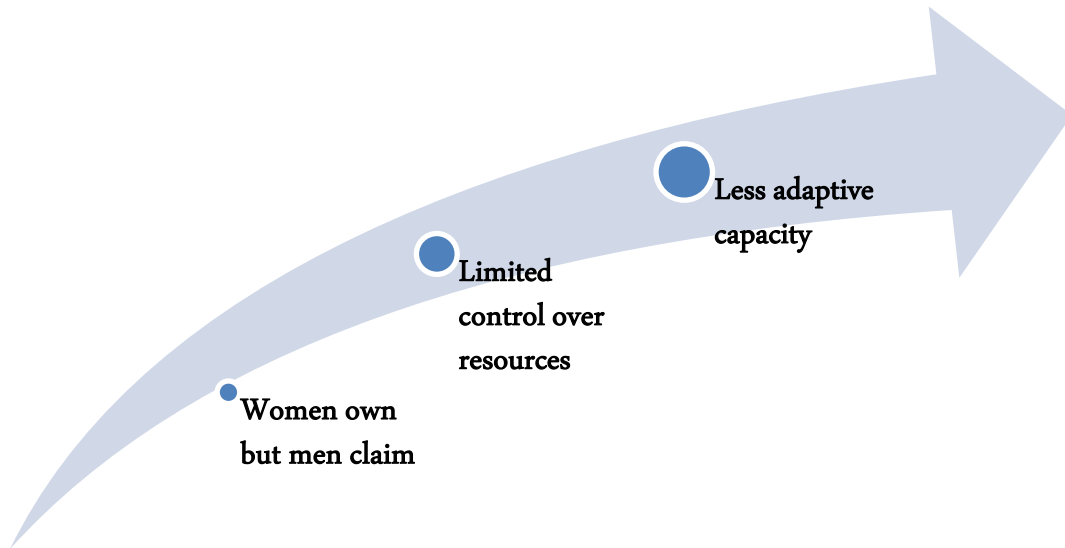 Less adaptive
capacity
Limited
control over
resources
Women own
but men claim